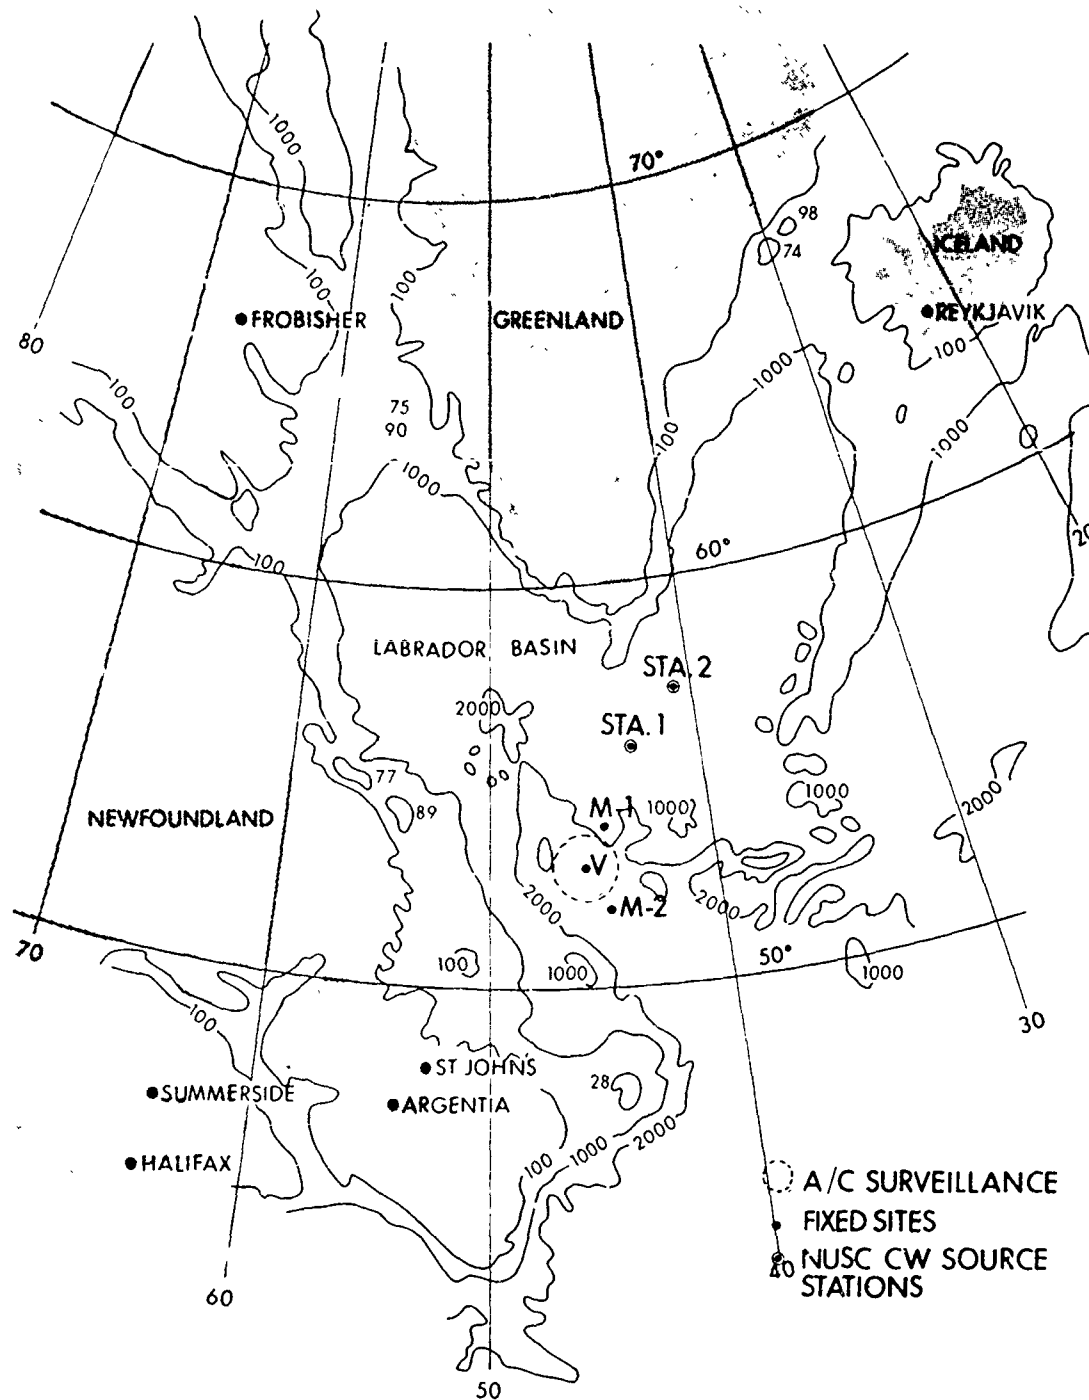 70°
1000
98
74
ICELAND
100
100
FROBISHER
GREENLAND
REYKJAVIK
100
80
1000
100
75
90
100
1000
1000
20
60°
100
LABRADOR BASIN
STA. 2
2000
STA. 1
77
1000
2000
NEWFOUNDLAND
89
M-1
1000
V
2000
M-2
2000
70
50°
100
1000
1000
100
30
ST JOHN'S
28
SUMMERSIDE
ARGENTIA
HALIFAX
100
1000
2000
A/C SURVEILLANCE
FIXED SITES
40
NUSC CW SOURCE
STATIONS
60
50